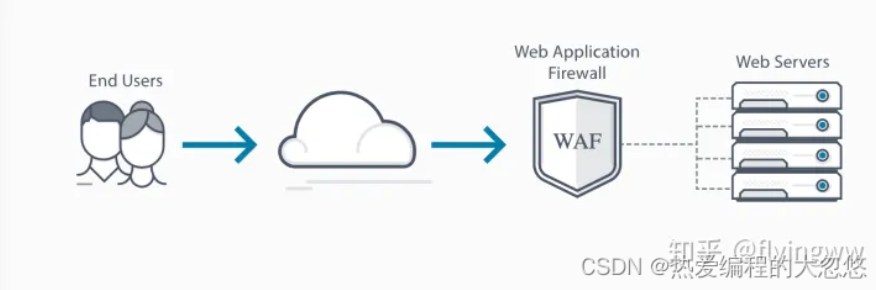 End Users
Web Application
Firewall
WAF
Web Servers
知乎 @flyingww
CSDN @热爱编程的大忽悠